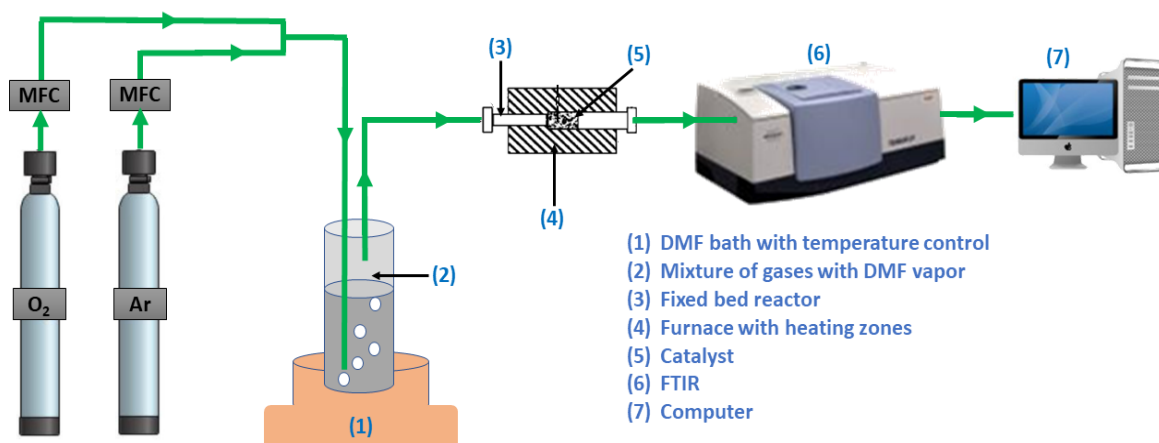 (3)
(5)
(6)
(7)
MFC
MFC
(4)
(2)
O₂
Ar
(1)
(1) DMF bath with temperature control
(2) Mixture of gases with DMF vapor
(3) Fixed bed reactor
(4) Furnace with heating zones
(5) Catalyst
(6) FTIR
(7) Computer